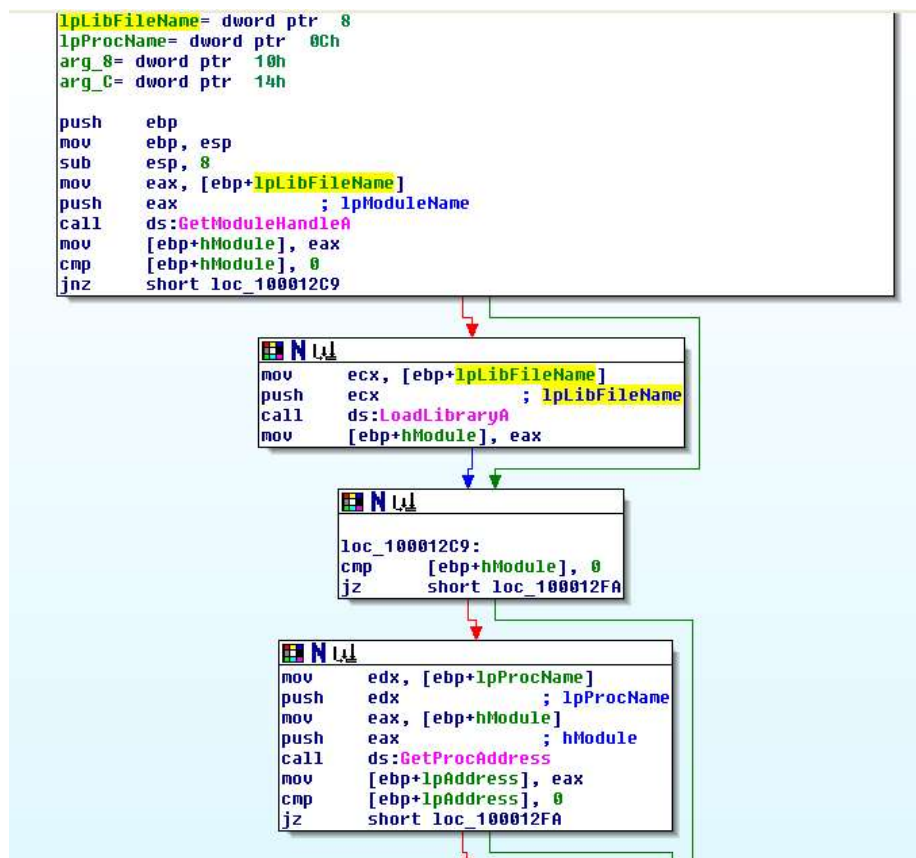 lpLibFileName= dword ptr  8
lpProcName= dword ptr  0Ch
arg_8= dword ptr  10h
arg_C= dword ptr  14h
push    ebp
mov     ebp, esp
sub     esp, 8
mov     eax, [ebp+lpLibFileName]
push    eax             ; lpModuleName
call    ds:GetModuleHandleA
mov     [ebp+hModule], eax
cmp     [ebp+hModule], 0
jnz     short loc_100012C9
N
mov     ecx, [ebp+lpLibFileName]
push    ecx             ; lpLibFileName
call    ds:LoadLibraryA
mov     [ebp+hModule], eax
N
loc_100012C9:
cmp     [ebp+hModule], 0
jz      short loc_100012FA
N
mov     edx, [ebp+lpProcName]
push    edx             ; lpProcName
mov     eax, [ebp+hModule]
push    eax             ; hModule
call    ds:GetProcAddress
mov     [ebp+lpAddress], eax
cmp     [ebp+lpAddress], 0
jz      short loc_100012FA